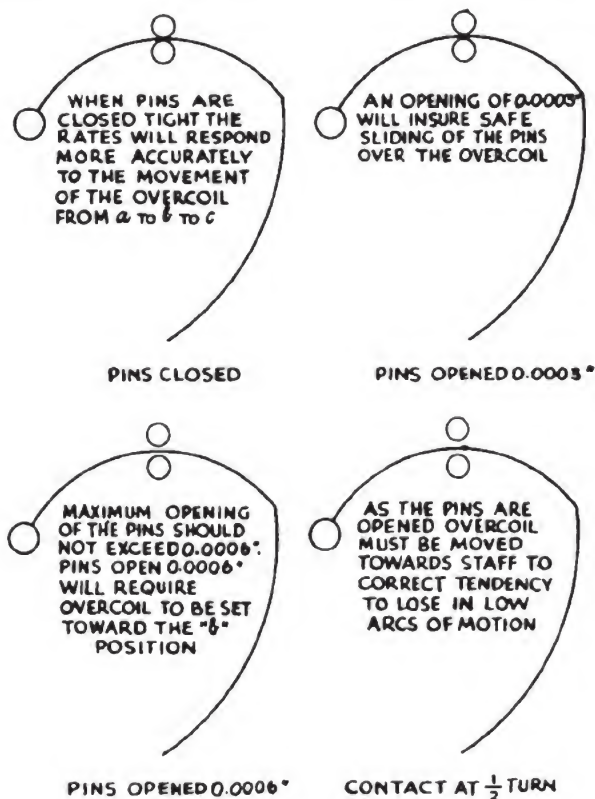 WHEN PINS ARE
CLOSED TIGHT THE
RATES WILL RESPOND
MORE ACCURATELY
TO THE MOVEMENT
OF THE OVERCOIL
FROM a TO b TO c
PINS CLOSED
AN OPENING OF 0.0003"
WILL INSURE SAFE
SLIDING OF THE PINS
OVER THE OVERCOIL
PINS OPENED 0.0003"
MAXIMUM OPENING
OF THE PINS SHOULD
NOT EXCEED 0.0006".
PINS OPEN 0.0006"
WILL REQUIRE
OVERCOIL TO BE SET
TOWARD THE "b"
POSITION
PINS OPENED 0.0006"
AS THE PINS ARE
OPENED OVERCOIL
MUST BE MOVED
TOWARDS STAFF TO
CORRECT TENDENCY
TO LOSE IN LOW
ARCS OF MOTION
CONTACT AT 1/2 TURN